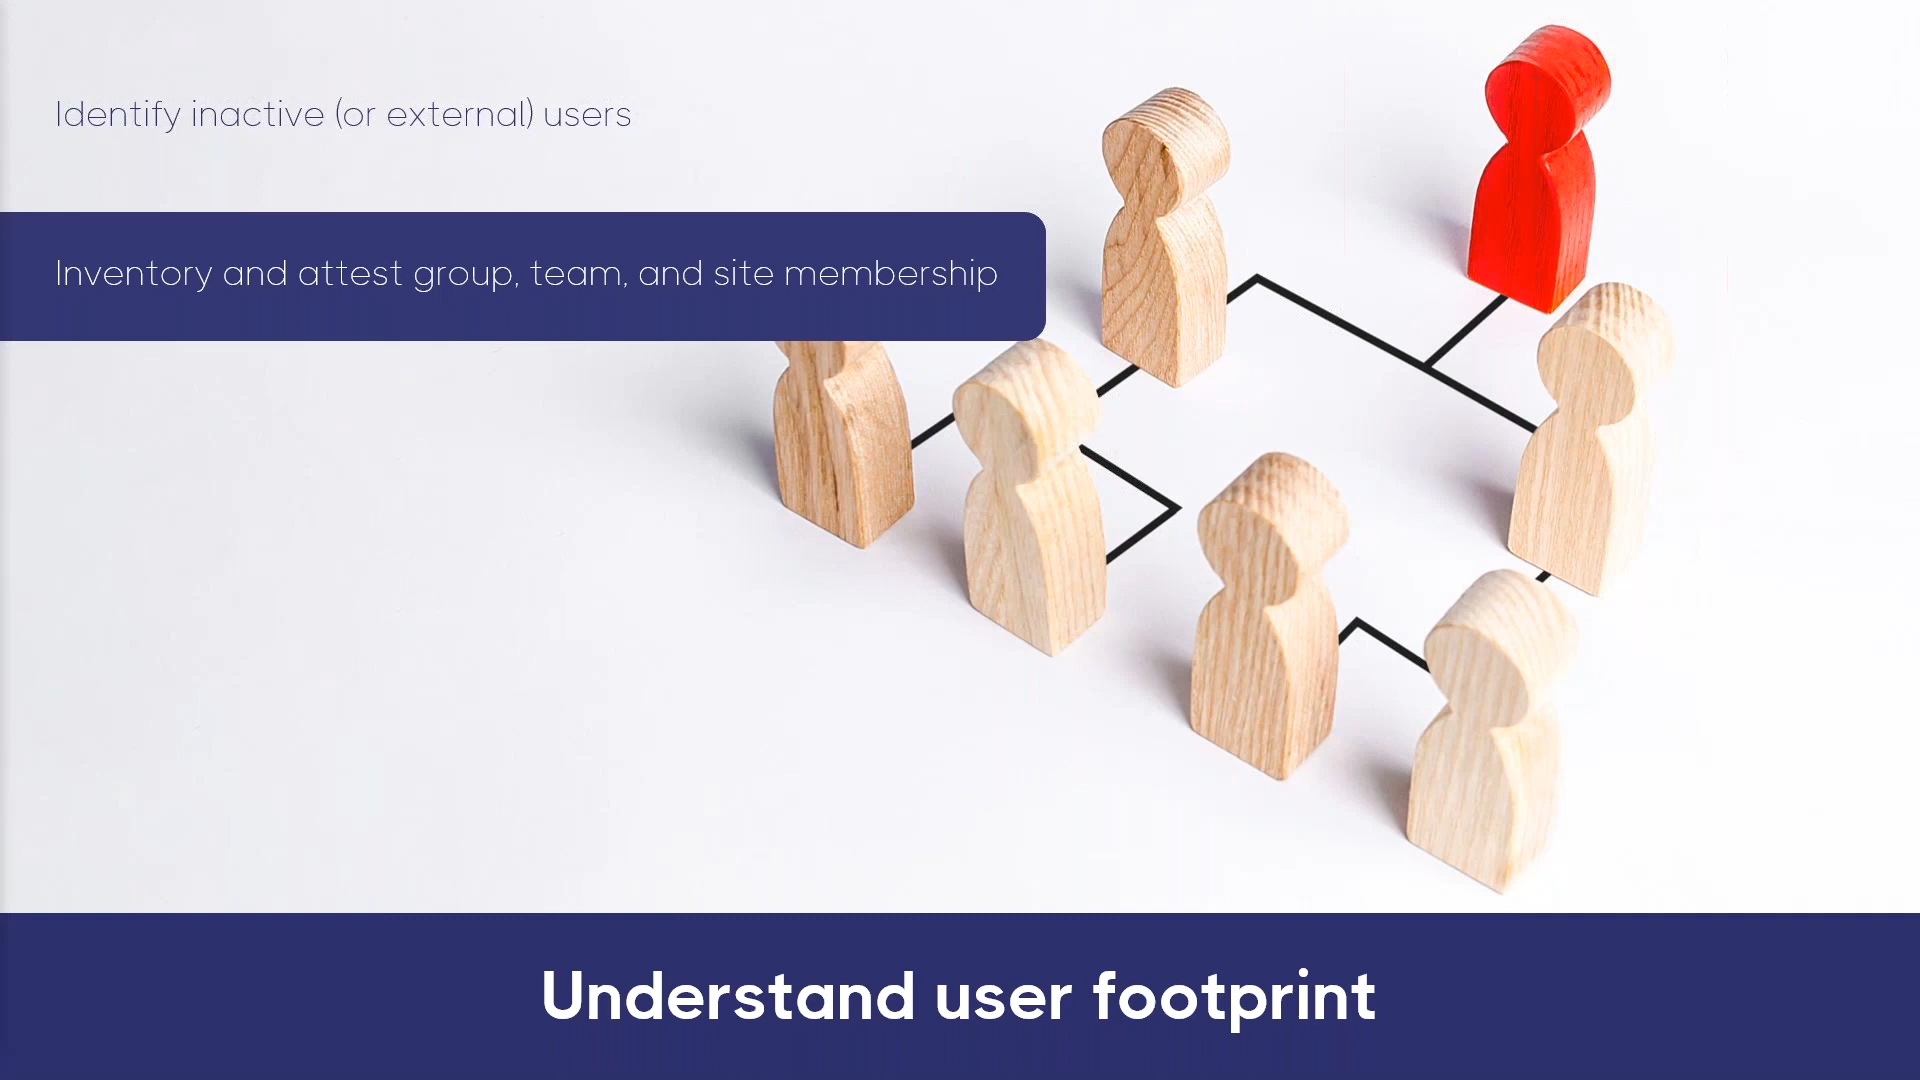 Identify inactive (or external) users
Inventory and attest group, team, and site membership
Understand user footprint